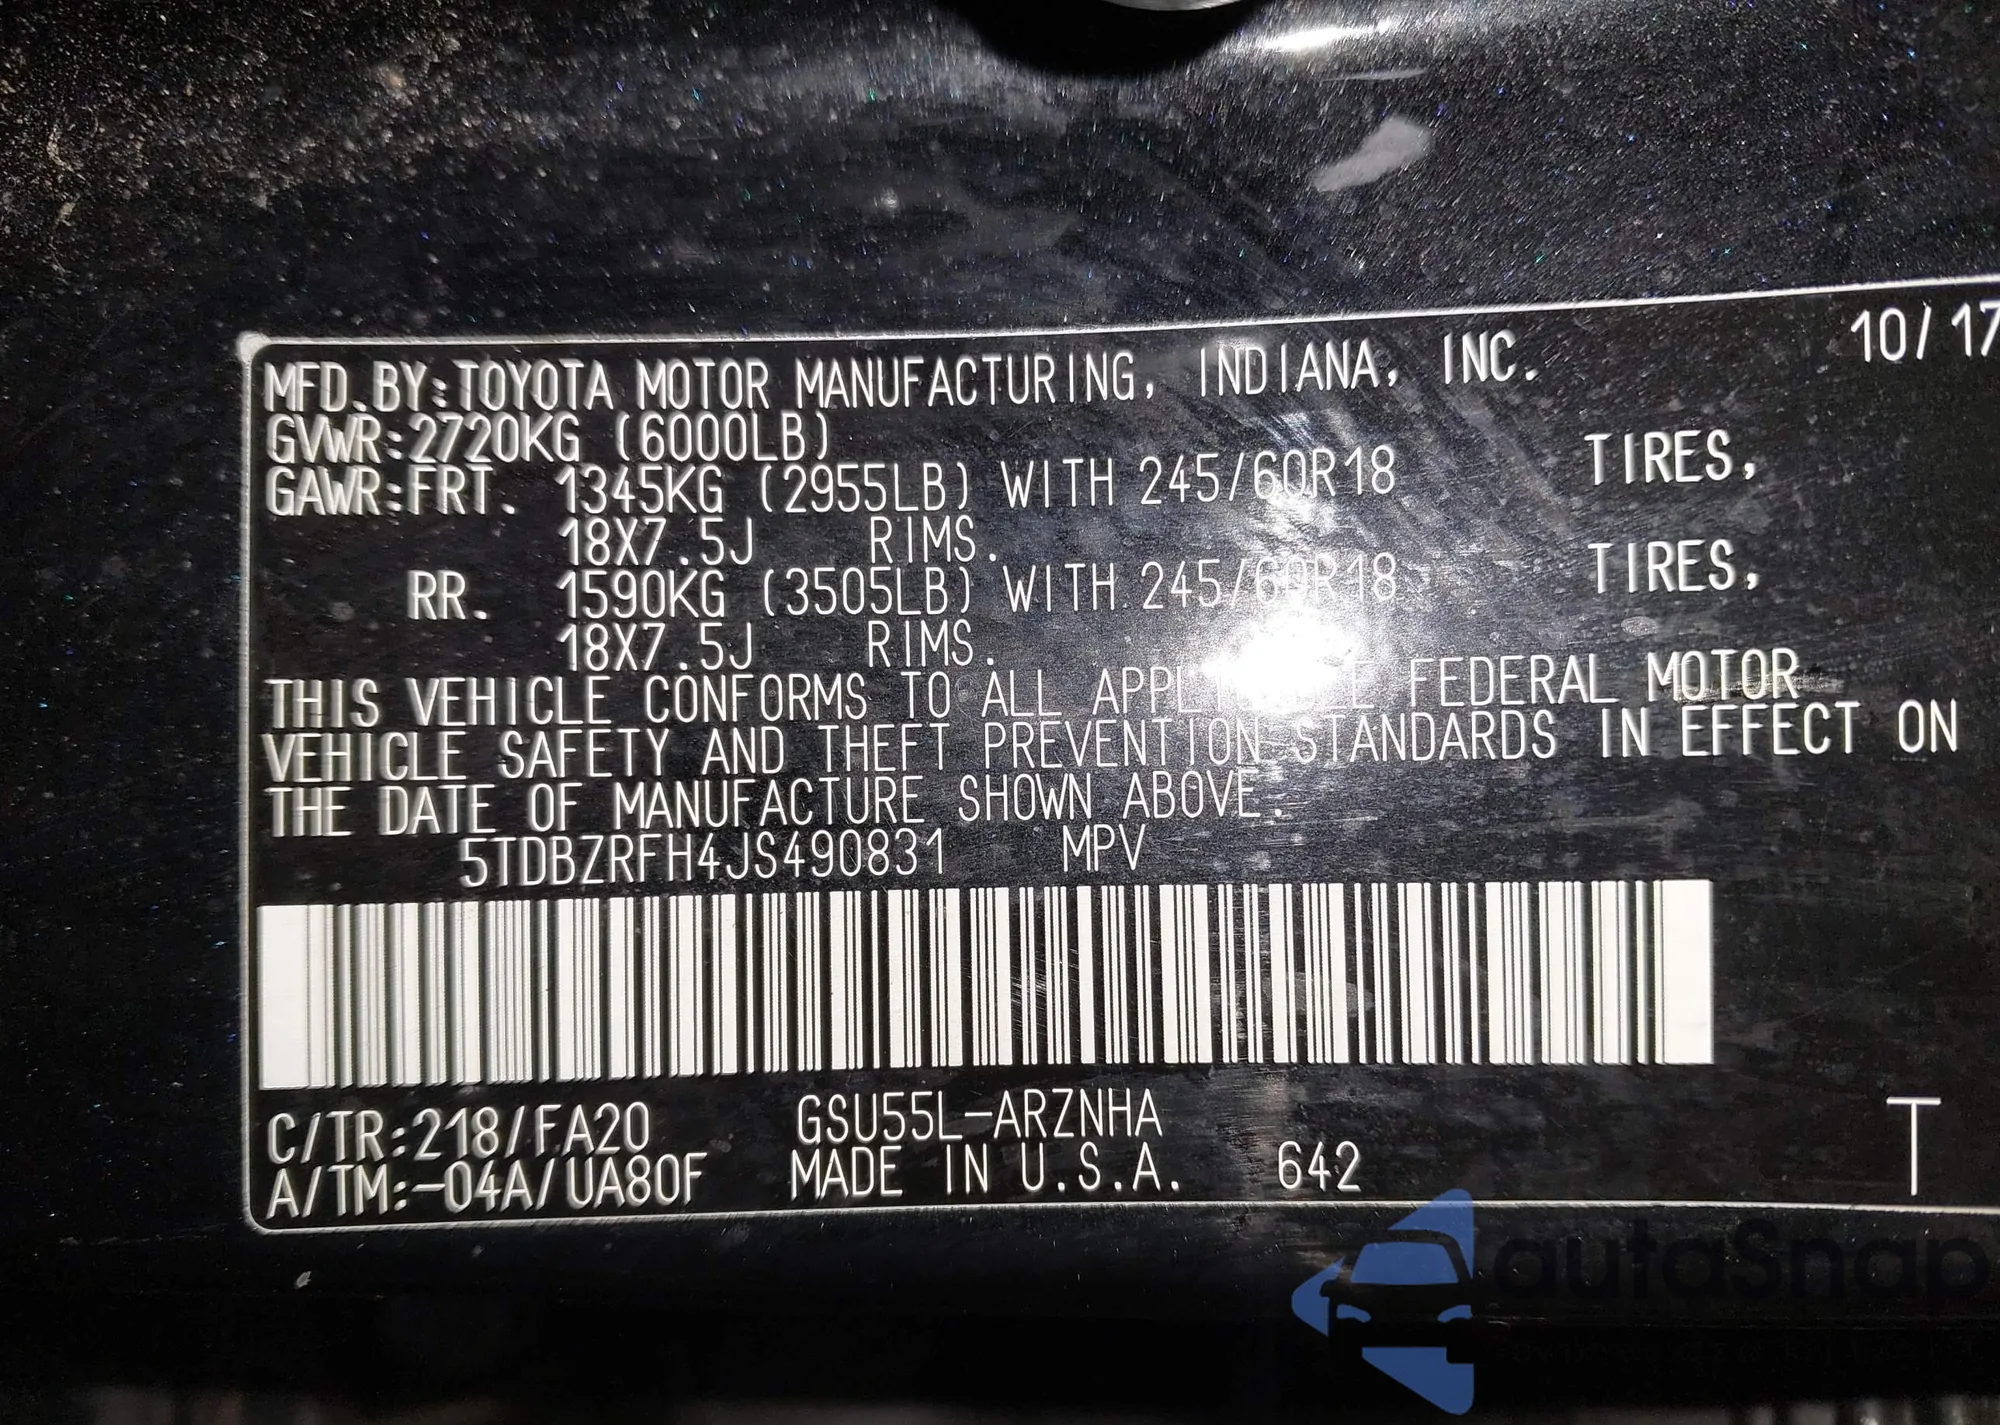 MFD.BY:TOYOTA MOTOR MANUFACTURING, INDIANA, INC. 10/17
GVWR:2720KG (6000LB)
GAWR:FRT. 1345KG (2955LB) WITH 245/60R18 TIRES,
18X7.5J RIMS.
RR. 1590KG (3505LB) WITH 245/60R18 TIRES,
18X7.5J RIMS.
THIS VEHICLE CONFORMS TO ALL APPLICABLE FEDERAL MOTOR
VEHICLE SAFETY AND THEFT PREVENTION STANDARDS IN EFFECT ON
THE DATE OF MANUFACTURE SHOWN ABOVE.
5TDBZRFH4JS490831 MPV
C/TR:218/FA20 GSU55L-ARZNHA
A/TM:-04A/UA80F MADE IN U.S.A. 642 T
autaSnap